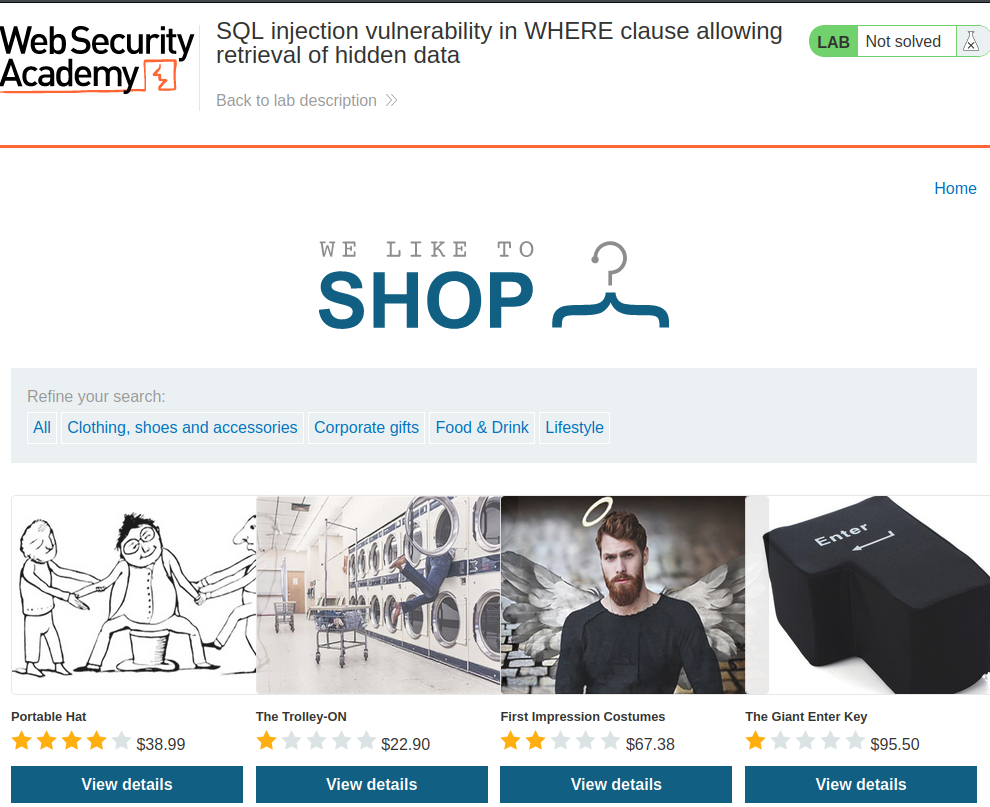 Web Security
Academy
SQL injection vulnerability in WHERE clause allowing
retrieval of hidden data
Back to lab description
LAB
Not solved
Home
WE LIKE TO
SHOP
Refine your search:
All
Clothing, shoes and accessories
Corporate gifts
Food & Drink
Lifestyle
Enter
Portable Hat
The Trolley-ON
First Impression Costumes
The Giant Enter Key
$38.99
$22.90
$67.38
$95.50
View details
View details
View details
View details